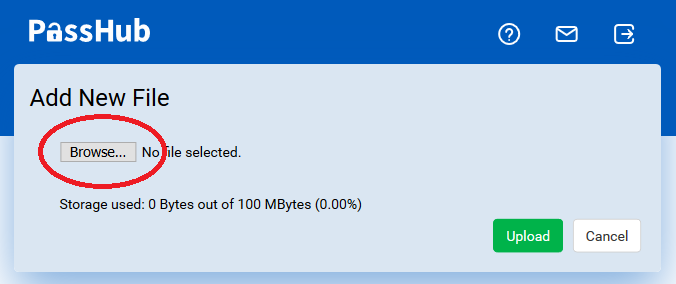 PassHub
Add New File
Browse... No file selected.
Storage used: 0 Bytes out of 100 MBytes (0.00%)
Upload Cancel